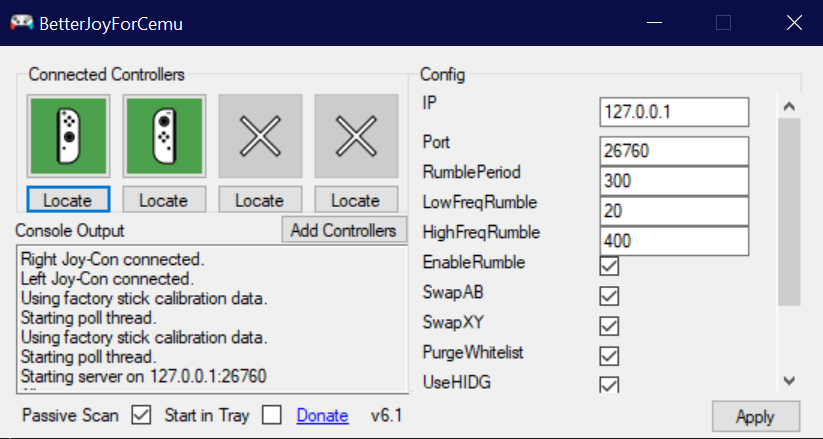 BetterJoyForCemu
Connected Controllers
Locate Locate Locate Locate
Console Output Add Controllers
Right Joy-Con connected.
Left Joy-Con connected.
Using factory stick calibration data.
Starting poll thread.
Using factory stick calibration data.
Starting poll thread.
Starting server on 127.0.0.1:26760
Passive Scan Start in Tray Donate v6.1
Config
IP 127.0.0.1
Port 26760
RumblePeriod 300
LowFreqRumble 20
HighFreqRumble 400
EnableRumble
SwapAB
SwapXY
PurgeWhitelist
UseHIDG
Apply